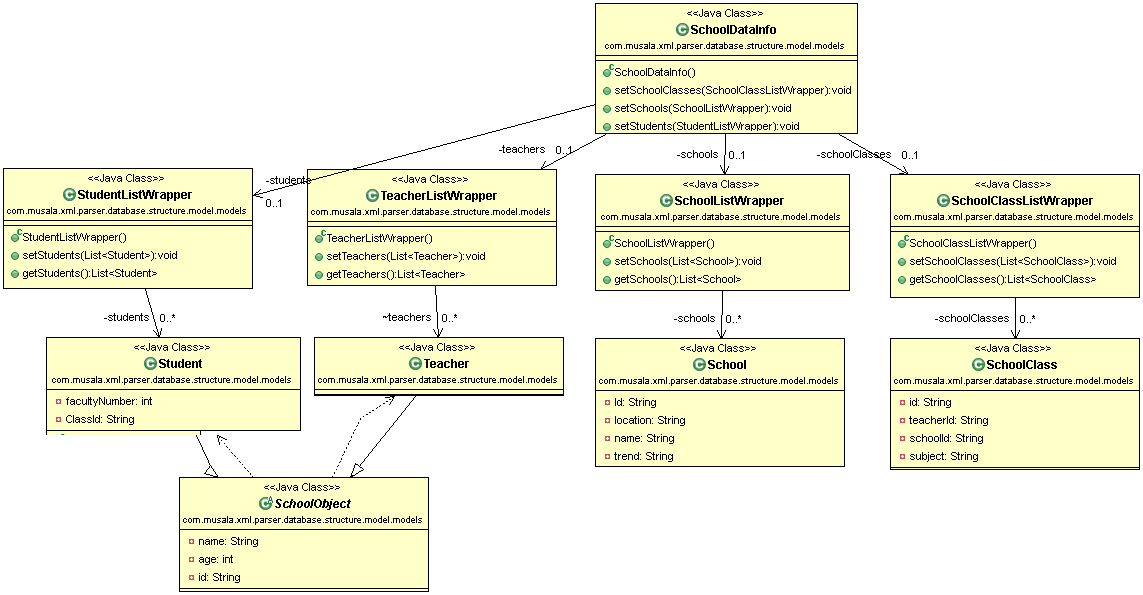 <<Java Class>>
SchoolDataInfo
com.musala.xml.parser.database.structure.model.models
SchoolDataInfo()
setSchoolClasses(SchoolClassListWrapper):void
setSchools(SchoolListWrapper):void
setStudents(StudentListWrapper):void
-students
0..1
-teachers
0..1
-schools
0..1
-schoolClasses
0..1
<<Java Class>>
StudentListWrapper
com.musala.xml.parser.database.structure.model.models
StudentListWrapper()
setStudents(List<Student>):void
getStudents():List<Student>
<<Java Class>>
TeacherListWrapper
com.musala.xml.parser.database.structure.model.models
TeacherListWrapper()
setTeachers(List<Teacher>):void
getTeachers():List<Teacher>
<<Java Class>>
SchoolListWrapper
com.musala.xml.parser.database.structure.model.models
SchoolListWrapper()
setSchools(List<School>):void
getSchools():List<School>
<<Java Class>>
SchoolClassListWrapper
com.musala.xml.parser.database.structure.model.models
SchoolClassListWrapper()
setSchoolClasses(List<SchoolClass>):void
getSchoolClasses():List<SchoolClass>
-students
0..*
~teachers
0..*
-schools
0..*
-schoolClasses
0..*
<<Java Class>>
Student
com.musala.xml.parser.database.structure.model.models
facultyNumber: int
ClassId: String
<<Java Class>>
Teacher
com.musala.xml.parser.database.structure.model.models
<<Java Class>>
School
com.musala.xml.parser.database.structure.model.models
Id: String
location: String
name: String
trend: String
<<Java Class>>
SchoolClass
com.musala.xml.parser.database.structure.model.models
id: String
teacherId: String
schoolId: String
subject: String
<<Java Class>>
SchoolObject
com.musala.xml.parser.database.structure.model.models
name: String
age: int
id: String